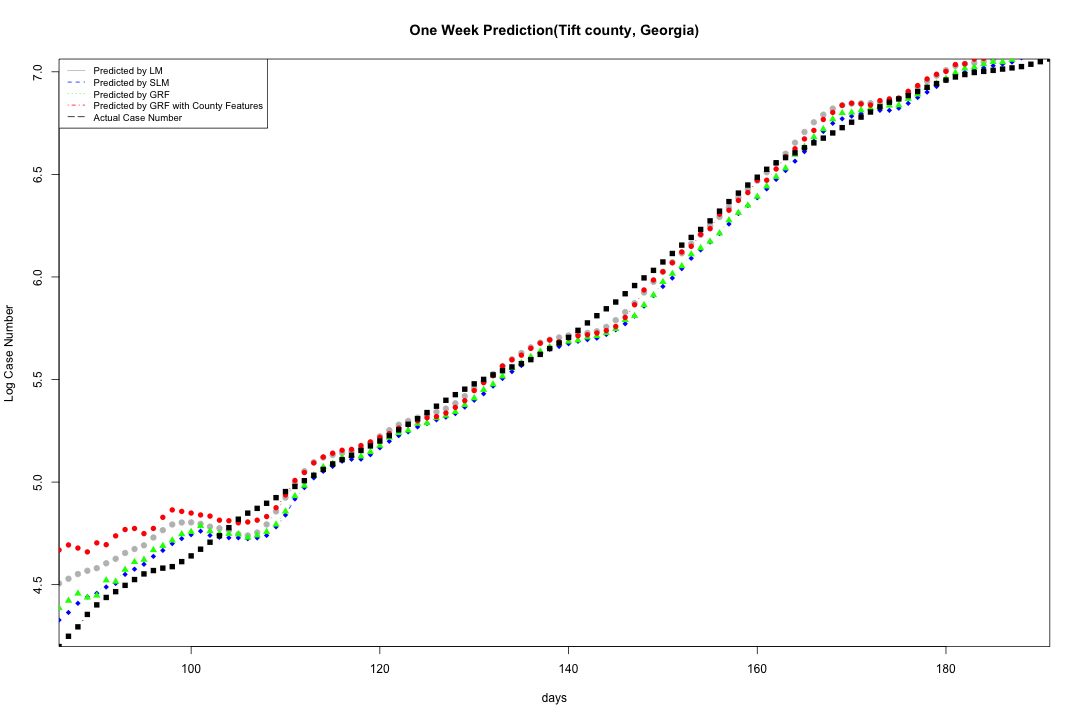 One Week Prediction(Tift county, Georgia)
Predicted by LM
Predicted by SLM
Predicted by GRF
Predicted by GRF with County Features
Actual Case Number
7.0
6.5
6.0
5.5
5.0
4.5
Log Case Number
100 120 140 160 180
days